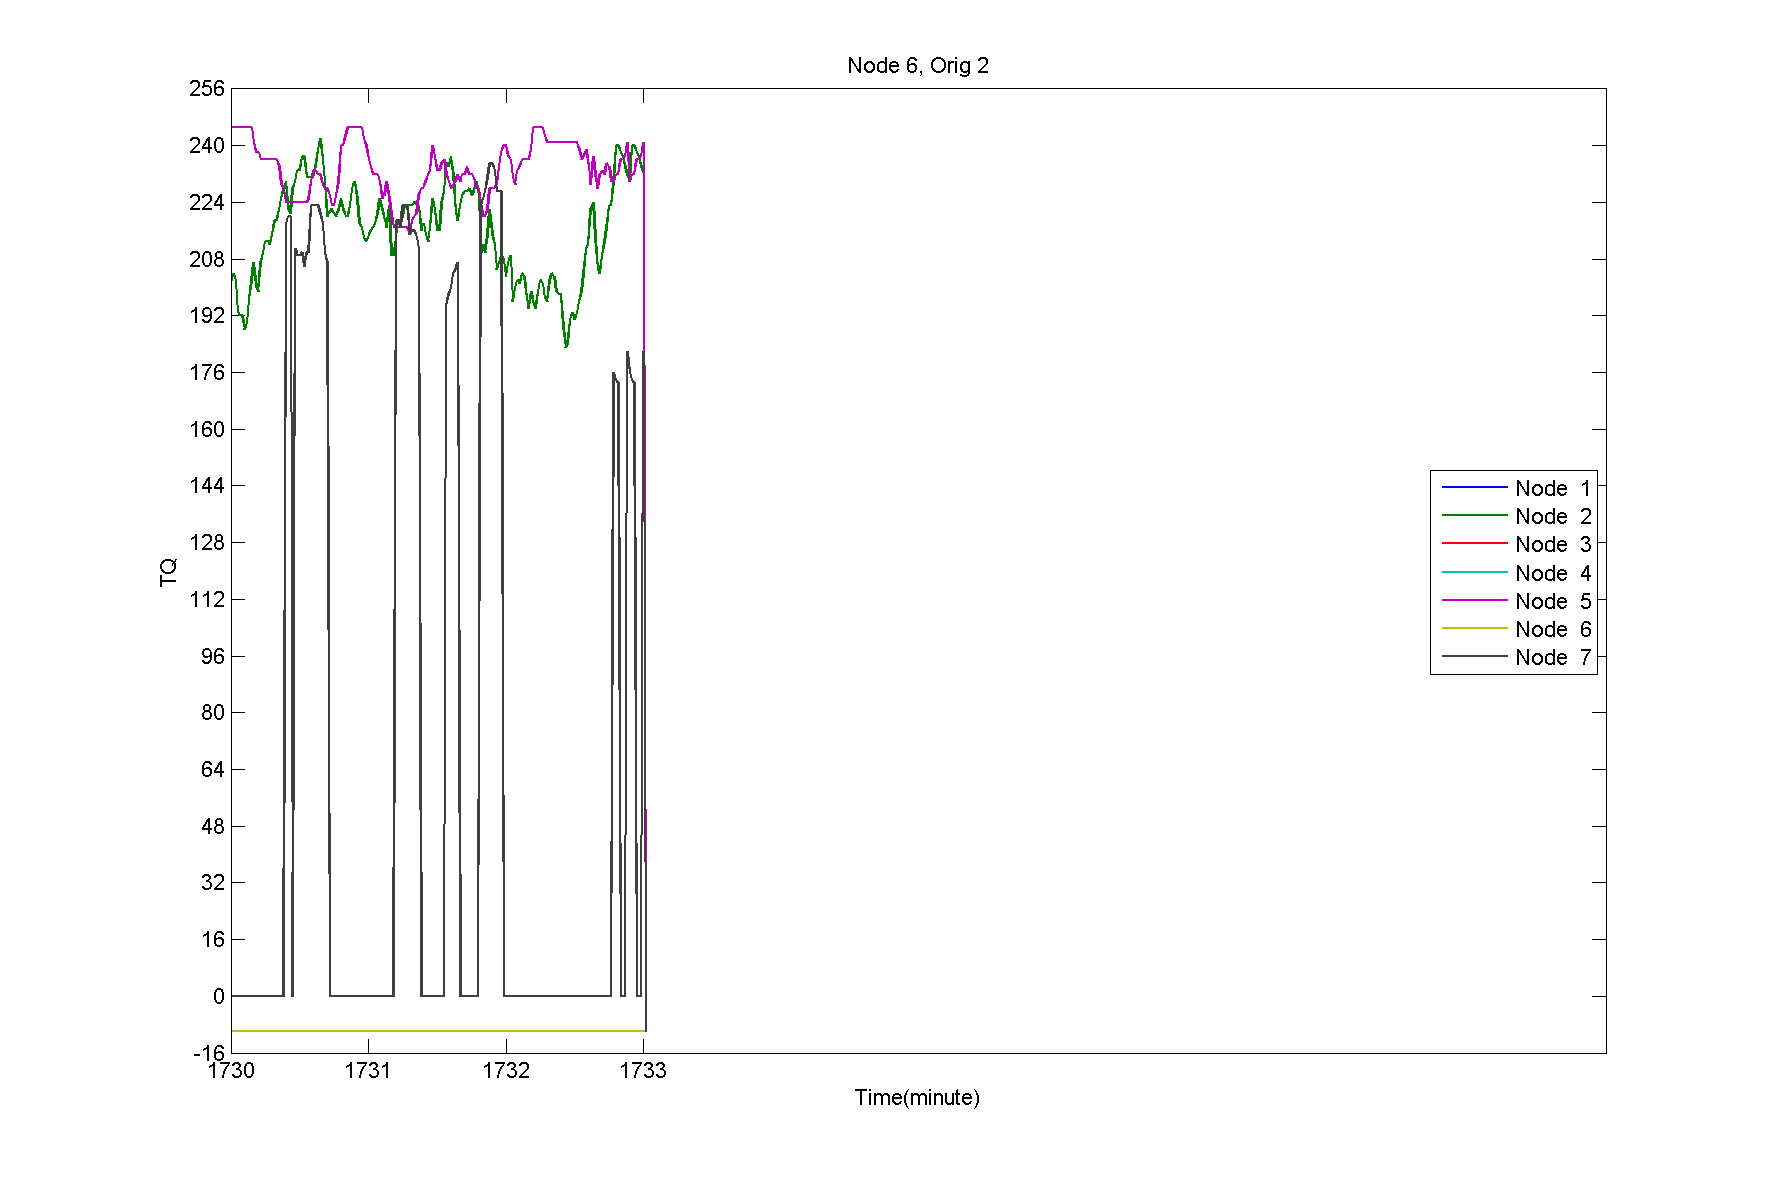 Node 6, Orig 2
256
240
224
208
192
176
160
144
128
112
96
80
64
48
32
16
0
-16
TQ
1730 1731 1732 1733
Time(minute)
Node 1
Node 2
Node 3
Node 4
Node 5
Node 6
Node 7